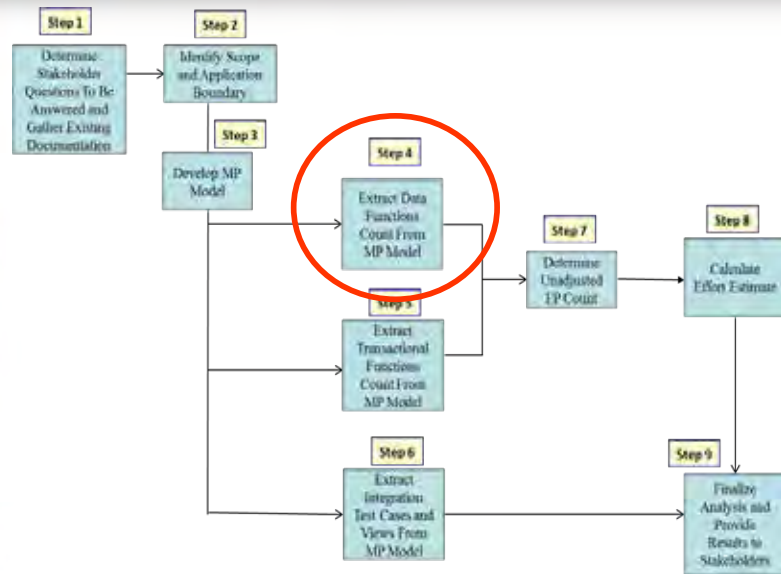 Step 1
Determine
Stakeholder
Questions To Be
Answered and
Gather Existing
Documentation
Step 2
Identify Scope
and Application
Boundary
Step 3
Develop MP
Model
Step 4
Extract Data
Functions
Count From
MP Model
Step 5
Extract
Transactional
Functions
Count From
MP Model
Step 6
Extract
Integration
Test Cases and
Views From
MP Model
Step 7
Determine
Unadjusted
FP Count
Step 8
Calculate
Effort Estimate
Step 9
Finalize
Analysis and
Provide
Results to
Stakeholders